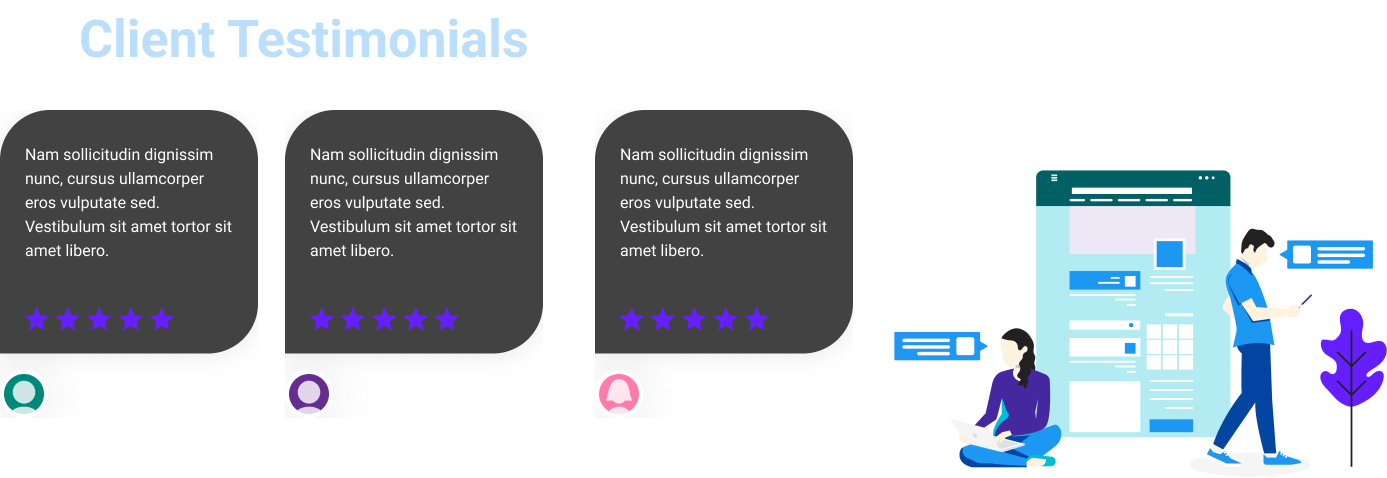 Client Testimonials
Nam sollicitudin dignissim
nunc, cursus ullamcorper
eros vulputate sed.
Vestibulum sit amet tortor sit
amet libero.
Nam sollicitudin dignissim
nunc, cursus ullamcorper
eros vulputate sed.
Vestibulum sit amet tortor sit
amet libero.
Nam sollicitudin dignissim
nunc, cursus ullamcorper
eros vulputate sed.
Vestibulum sit amet tortor sit
amet libero.